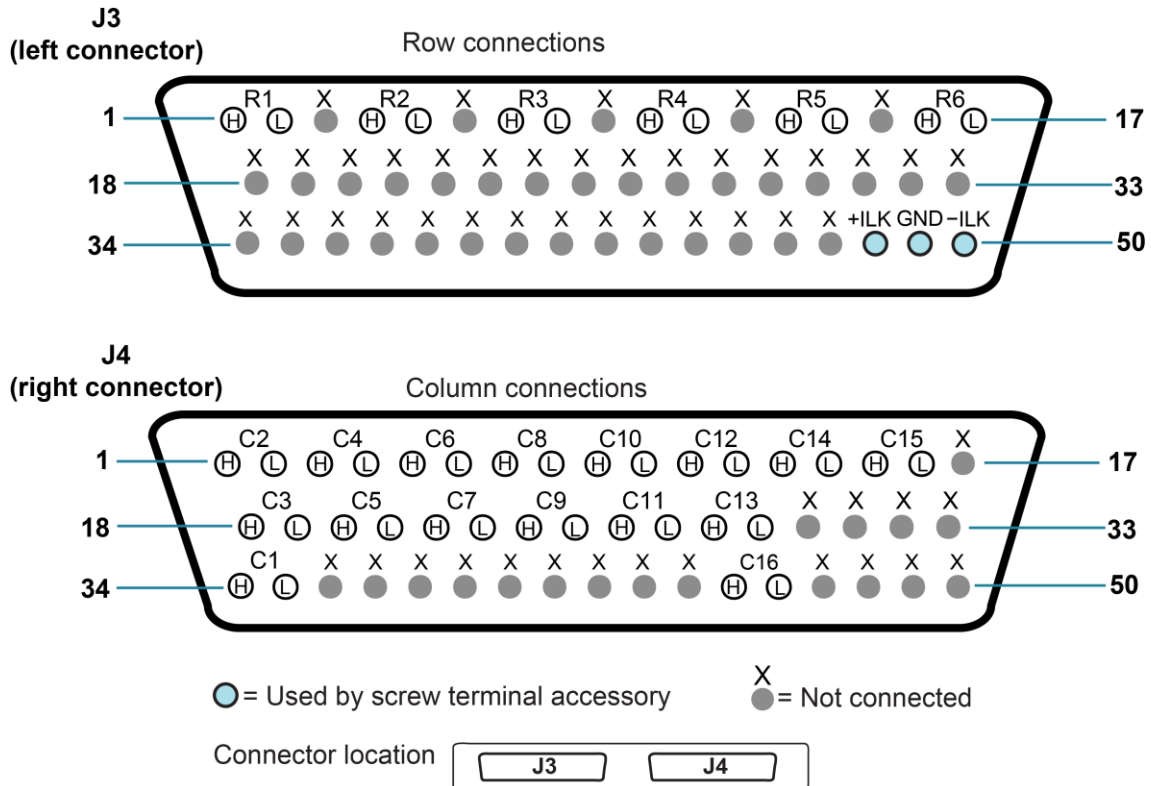 J3
(left connector)
Row connections
R1 X R2 X R3 X R4 X R5 X R6
1 H L H L H L H L H L H L 17
X X X X X X X X X X X X X X X X
18 33
X X X X X X X X X X X X X X +ILK GND −ILK
34 50
J4
(right connector)
Column connections
C2 C4 C6 C8 C10 C12 C14 C15 X
1 H L H L H L H L H L H L H L H L 17
C3 C5 C7 C9 C11 C13 X X X X
18 H L H L H L H L H L H L 33
C1 X X X X X X X X X C16 X X X X
34 H L H L 50
= Used by screw terminal accessory
X
= Not connected
Connector location
J3 J4